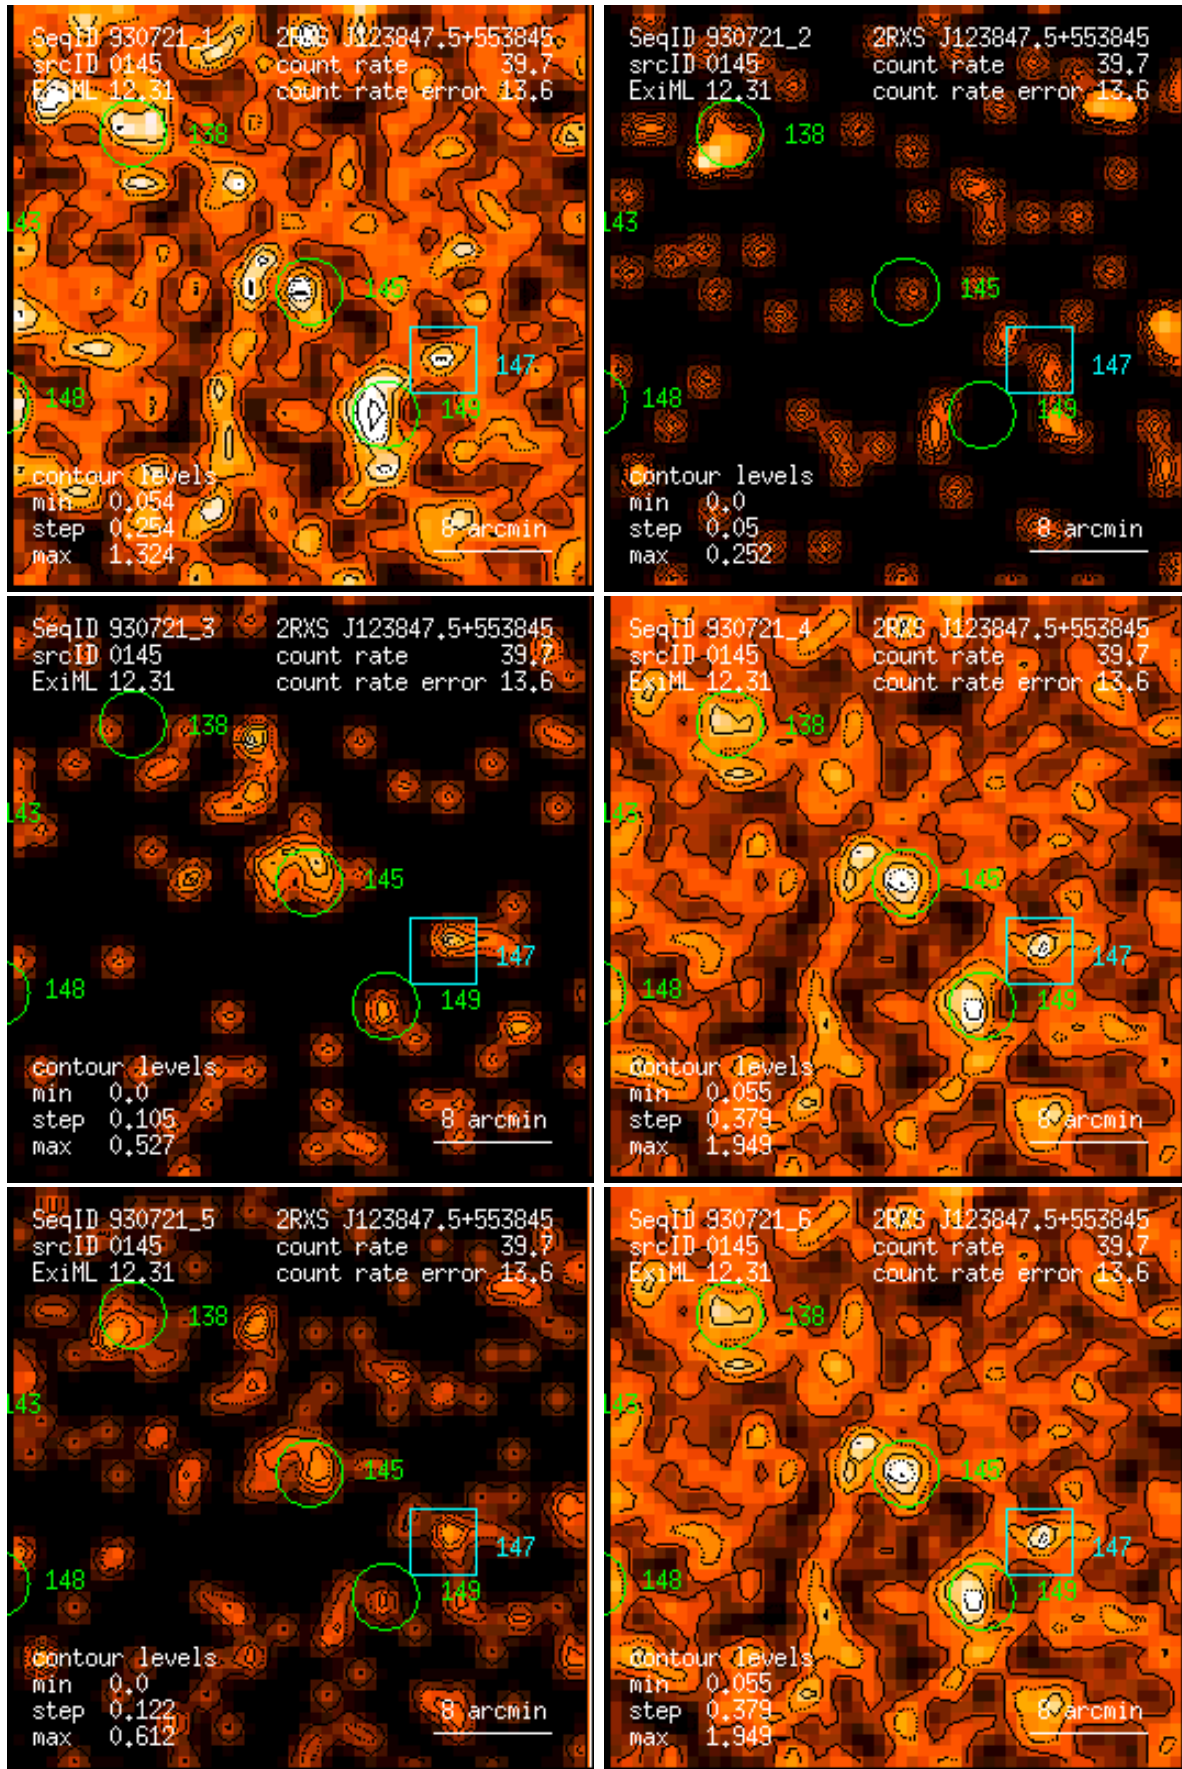 SeqID 930721_1 2RXS J123847.5+553845
srcID 0145 count rate 39.7
ExiML 12.31 count rate error 13.6
138
143
145
147
148
149
contour levels
min 0.054
step 0.254
max 1.324
8 arcmin
SeqID 930721_2 2RXS J123847.5+553845
srcID 0145 count rate 39.7
ExiML 12.31 count rate error 13.6
138
143
145
147
148
149
contour levels
min 0.0
step 0.05
max 0.252
8 arcmin
SeqID 930721_3 2RXS J123847.5+553845
srcID 0145 count rate 39.7
ExiML 12.31 count rate error 13.6
138
143
145
147
148
149
contour levels
min 0.0
step 0.105
max 0.527
8 arcmin
SeqID 930721_4 2RXS J123847.5+553845
srcID 0145 count rate 39.7
ExiML 12.31 count rate error 13.6
138
143
145
147
148
149
contour levels
min 0.055
step 0.379
max 1.949
8 arcmin
SeqID 930721_5 2RXS J123847.5+553845
srcID 0145 count rate 39.7
ExiML 12.31 count rate error 13.6
138
143
145
147
148
149
contour levels
min 0.0
step 0.122
max 0.612
8 arcmin
SeqID 930721_6 2RXS J123847.5+553845
srcID 0145 count rate 39.7
ExiML 12.31 count rate error 13.6
138
143
145
147
148
149
contour levels
min 0.055
step 0.379
max 1.949
8 arcmin